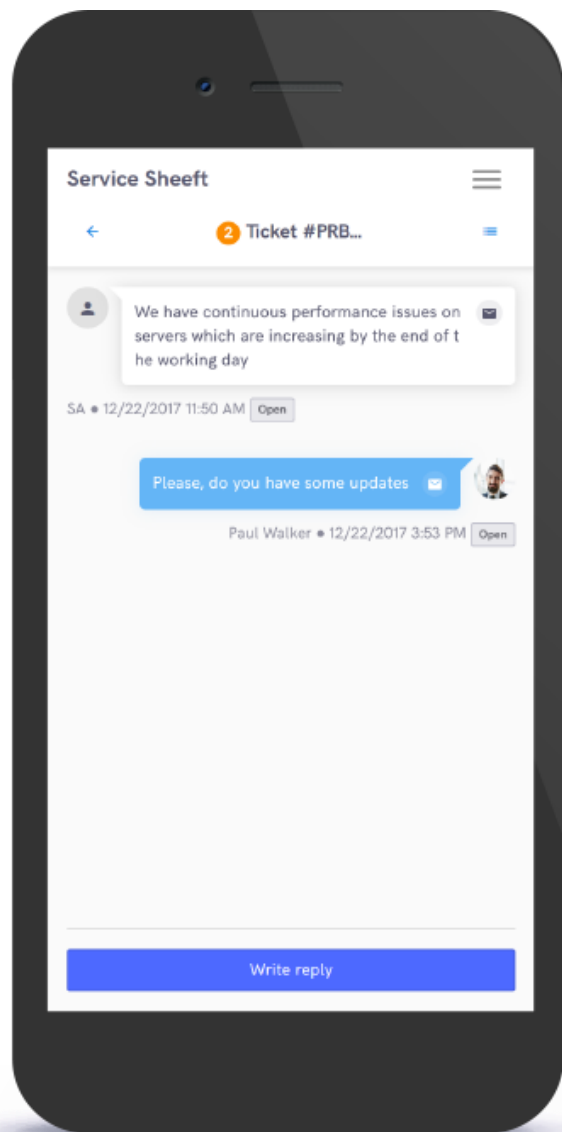 Service Sheeft
2 Ticket #PRB...
We have continuous performance issues on
servers which are increasing by the end of t
he working day
SA • 12/22/2017 11:50 AM Open
Please, do you have some updates
Paul Walker • 12/22/2017 3:53 PM Open
Write reply